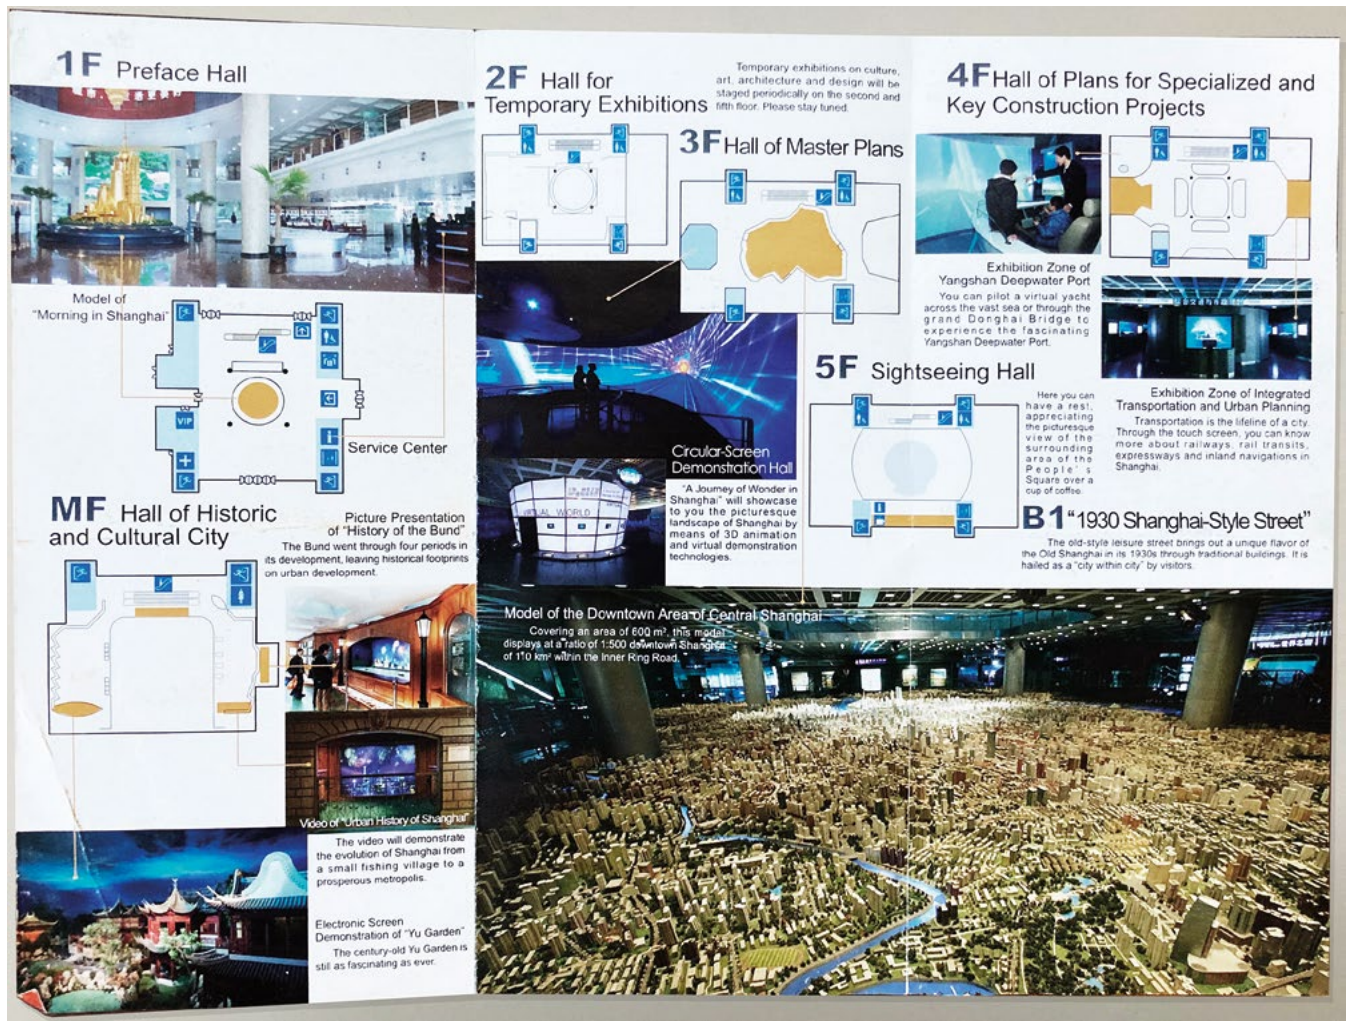 1F Preface Hall
Model of
"Morning in Shanghai"
VIP
Service Center
MF Hall of Historic
and Cultural City
Picture Presentation
of "History of the Bund"
The Bund went through four periods in
its development, leaving historical footprints
on urban development.
Video of "Urban History of Shanghai"
The video will demonstrate
the evolution of Shanghai from
a small fishing village to a
prosperous metropolis.
Electronic Screen
Demonstration of "Yu Garden"
The century-old Yu Garden is
still as fascinating as ever.
2F Hall for
Temporary Exhibitions
Temporary exhibitions on culture,
art, architecture and design will be
staged periodically on the second and
fifth floor. Please stay tuned.
3F Hall of Master Plans
Circular-Screen
Demonstration Hall
VIRTUAL WORLD
"A Journey of Wonder in
Shanghai" will showcase
to you the picturesque
landscape of Shanghai by
means of 3D animation
and virtual demonstration
technologies.
4F Hall of Plans for Specialized and
Key Construction Projects
Exhibition Zone of
Yangshan Deepwater Port
You can pilot a virtual yacht
across the vast sea or through the
grand Donghai Bridge to
experience the fascinating
Yangshan Deepwater Port.
Exhibition Zone of Integrated
Transportation and Urban Planning
Transportation is the lifeline of a city.
Through the touch screen, you can know
more about railways, rail transits,
expressways and inland navigations in
Shanghai.
5F Sightseeing Hall
Here you can
have a rest,
appreciating
the picturesque
view of the
surrounding
area of the
People's
Square over a
cup of coffee.
B1 "1930 Shanghai-Style Street"
The old-style leisure street brings out a unique flavor of
the Old Shanghai in its 1930s through traditional buildings. It is
hailed as a "city within city" by visitors.
Model of the Downtown Area of Central Shanghai
Covering an area of 600 m², this model
displays at a ratio of 1:500 downtown Shanghai
of 110 km² within the Inner Ring Road.